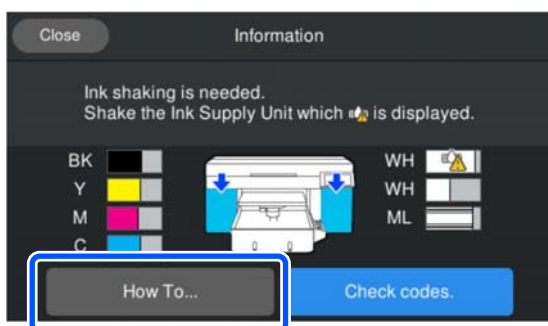 Close
Information
Ink shaking is needed.
Shake the Ink Supply Unit which is displayed.
BK
Y
M
C
WH
WH
ML
How To...
Check codes.